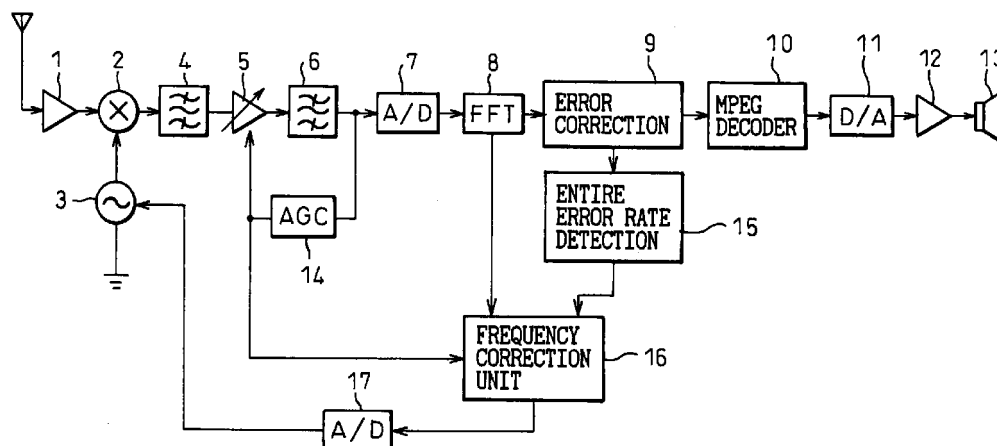 1
2
4
5
6
7
8
9
10
11
12
13
A/D
FFT
ERROR
CORRECTION
MPEG
DECODER
D/A
3
AGC
14
ENTIRE
ERROR RATE
DETECTION
15
FREQUENCY
CORRECTION
UNIT
16
17
A/D